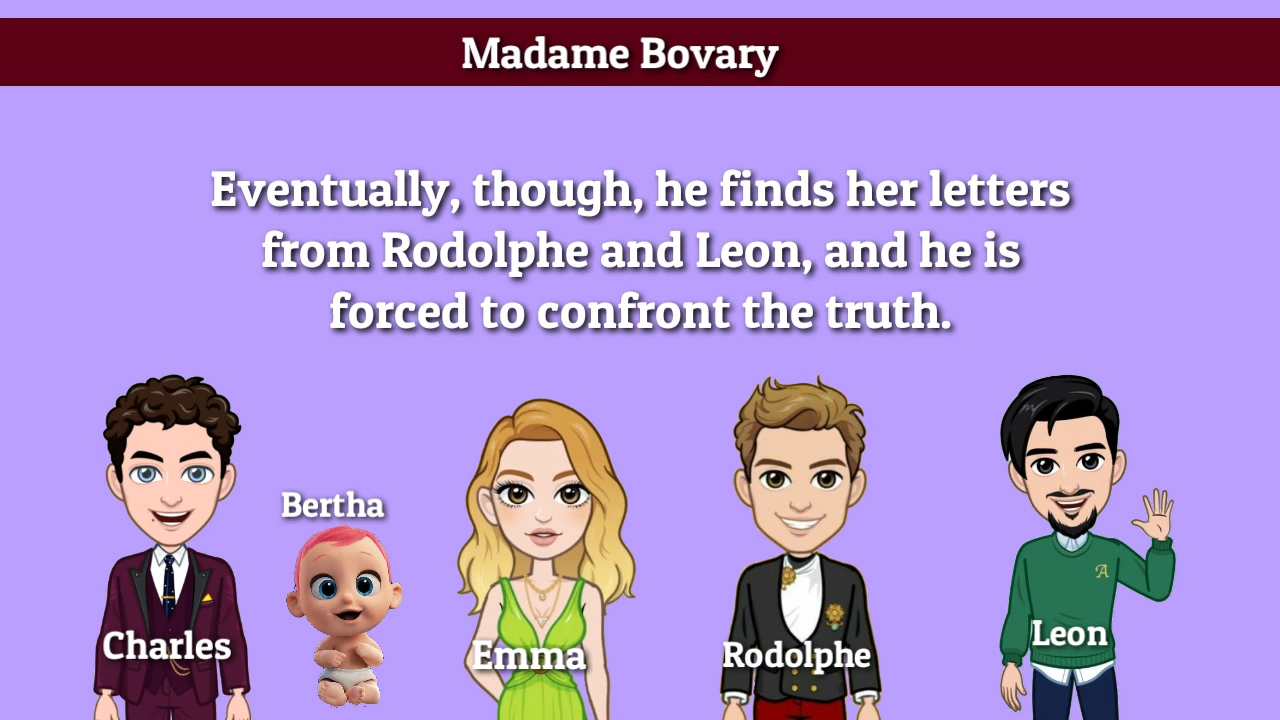 Madame Bovary
Eventually, though, he finds her letters
from Rodolphe and Leon, and he is
forced to confront the truth.
Bertha
A
Charles
Emma
Rodolphe
Leon